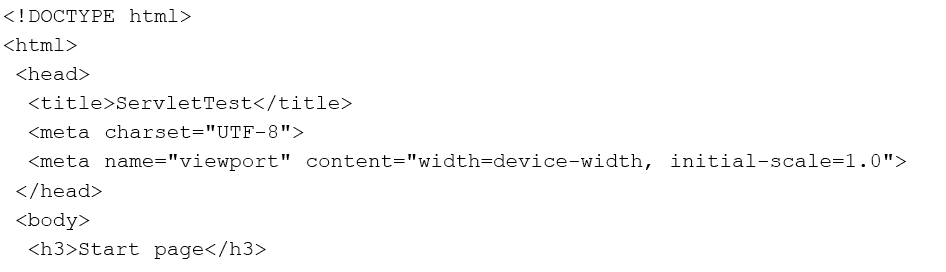 <!DOCTYPE html>
<html>
<head>
<title>ServletTest</title>
<meta charset="UTF-8">
<meta name="viewport" content="width=device-width, initial-scale=1.0">
</head>
<body>
<h3>Start page</h3>